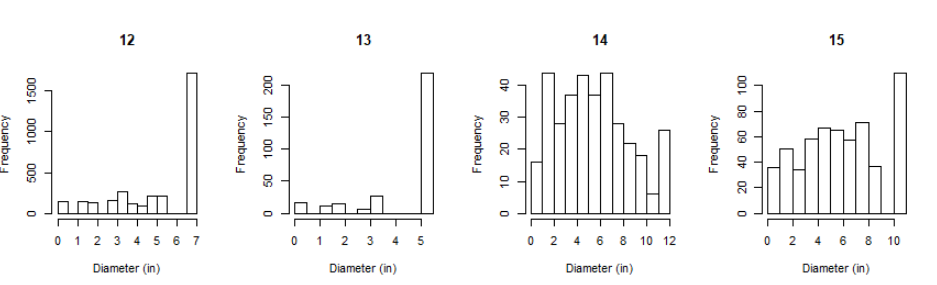 12
Frequency
0 500 1000 1500
0 1 2 3 4 5 6 7
Diameter (in)
13
Frequency
0 50 100 150 200
0 1 2 3 5
Diameter (in)
14
Frequency
0 10 20 30 40
0 2 4 6 8 10 12
Diameter (in)
15
Frequency
0 20 40 60 80 100
0 2 4 6 8 10
Diameter (in)